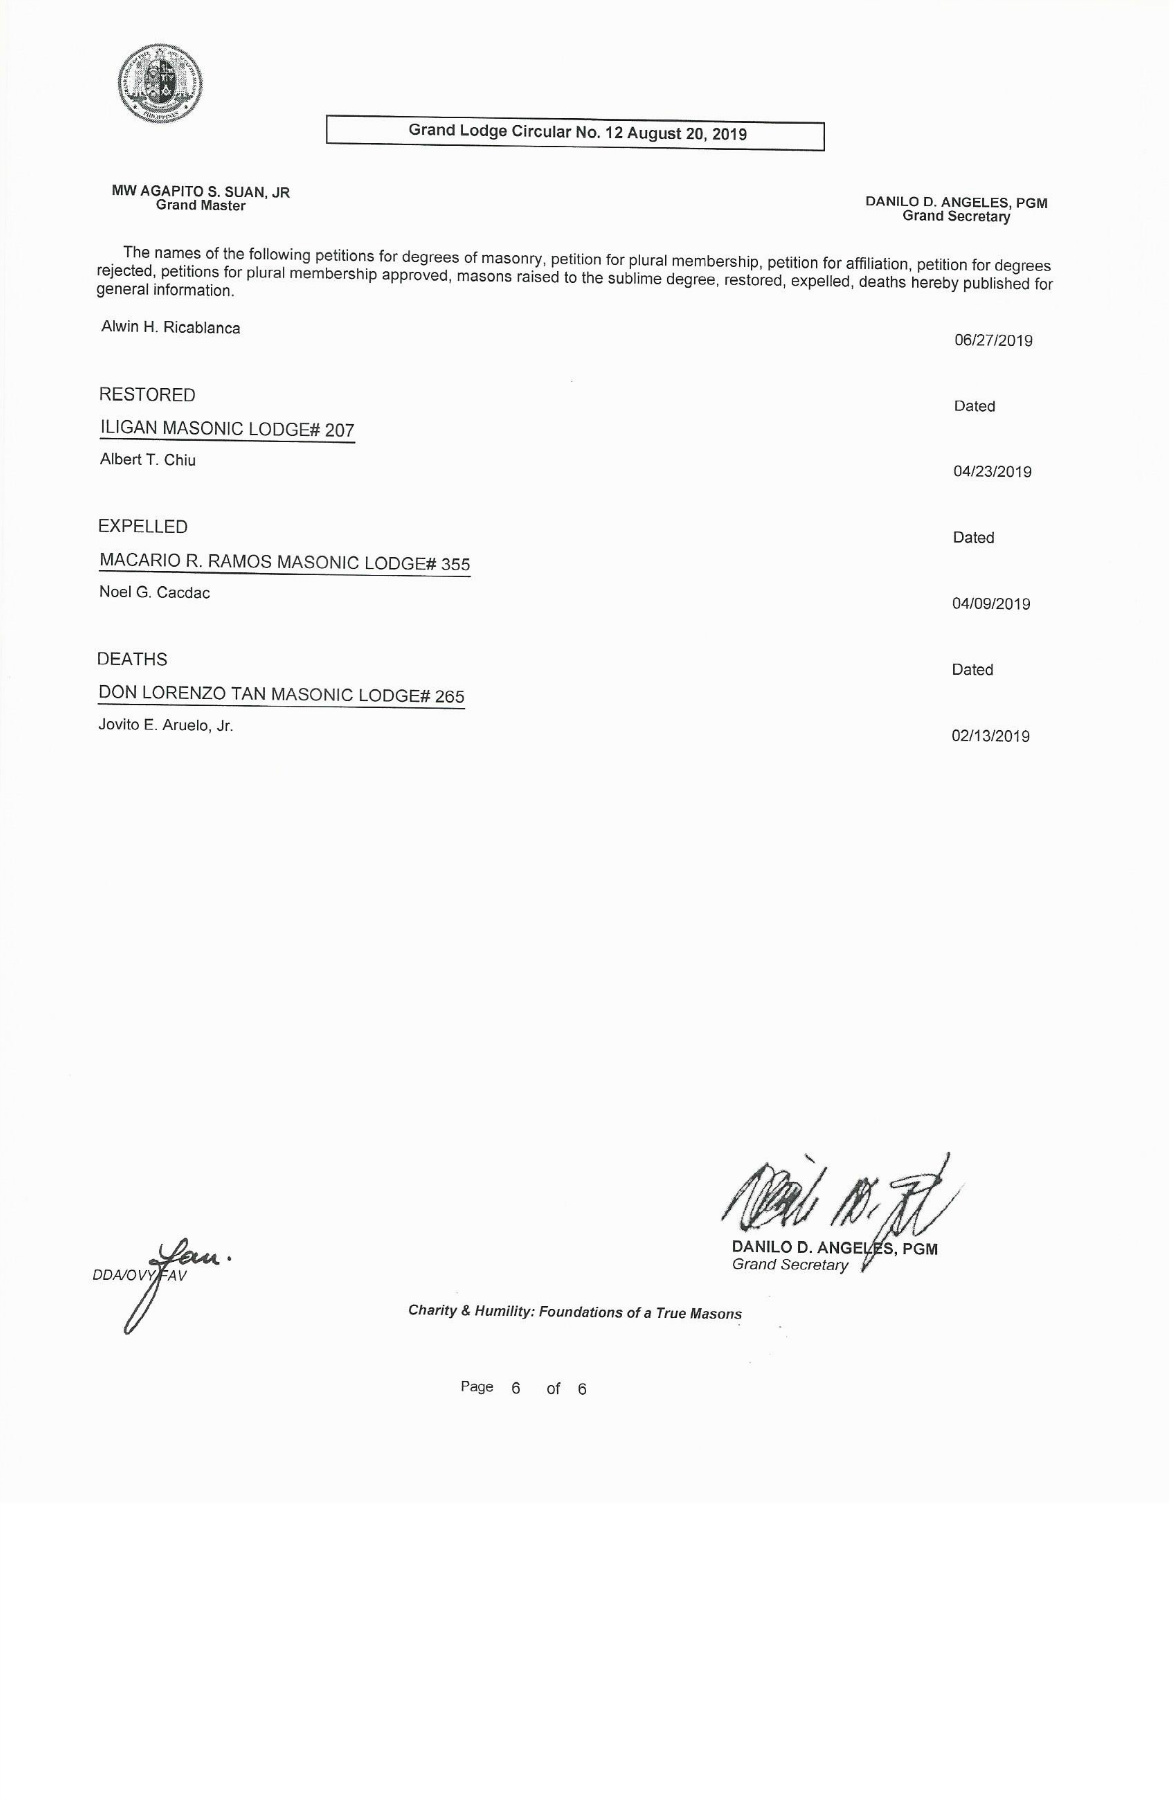 PHILIPPINES
Grand Lodge Circular No. 12 August 20, 2019
MW AGAPITO S. SUAN, JR
Grand Master
DANILO D. ANGELES, PGM
Grand Secretary
The names of the following petitions for degrees of masonry, petition for plural membership, petition for affiliation, petition for degrees
rejected, petitions for plural membership approved, masons raised to the sublime degree, restored, expelled, deaths hereby published for
general information.
Alwin H. Ricablanca
06/27/2019
RESTORED
Dated
ILIGAN MASONIC LODGE# 207
Albert T. Chiu
04/23/2019
EXPELLED
Dated
MACARIO R. RAMOS MASONIC LODGE# 355
Noel G. Cacdac
04/09/2019
DEATHS
Dated
DON LORENZO TAN MASONIC LODGE# 265
Jovito E. Aruelo, Jr.
02/13/2019
DANILO D. ANGELES, PGM
Grand Secretary
DDA/OVY/FAV
Charity & Humility: Foundations of a True Masons
Page 6 of 6